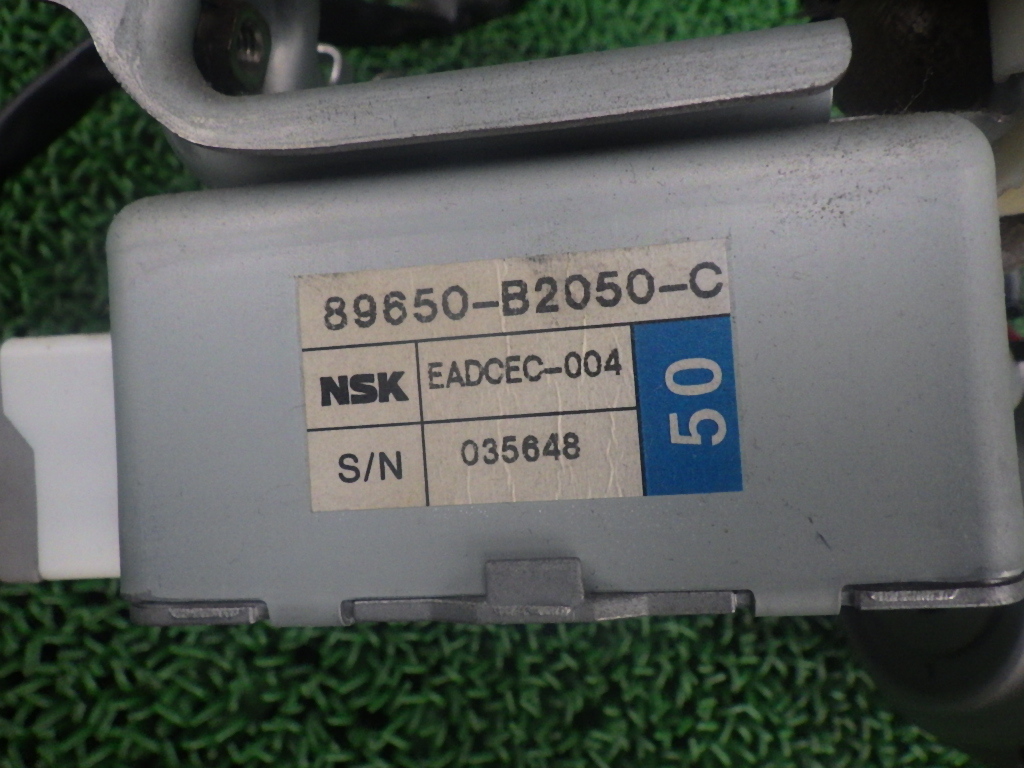 89650-B2050-C
NSK EADCEC-004
S/N 035648
50